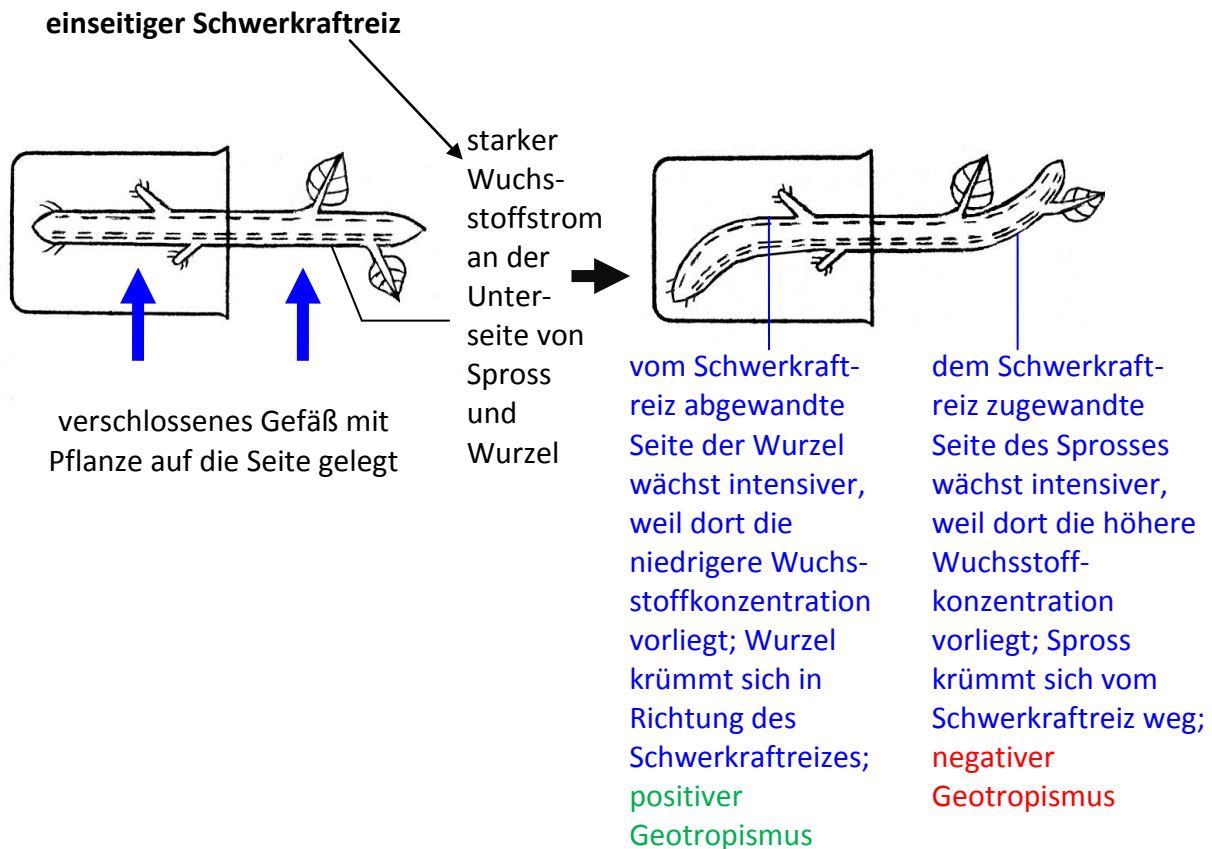 einseitiger Schwerkraftreiz
starker
Wuchs-
stoffstrom
an der
Unter-
seite von
Spross
und
Wurzel
verschlossenes Gefäß mit
Pflanze auf die Seite gelegt
vom Schwerkraft-
reiz abgewandte
Seite der Wurzel
wächst intensiver,
weil dort die
niedrigere Wuchs-
stoffkonzentration
vorliegt; Wurzel
krümmt sich in
Richtung des
Schwerkraftreizes;
positiver
Geotropismus
dem Schwerkraft-
reiz zugewandte
Seite des Sprosses
wächst intensiver,
weil dort die höhere
Wuchsstoff-
konzentration
vorliegt; Spross
krümmt sich vom
Schwerkraftreiz weg;
negativer
Geotropismus